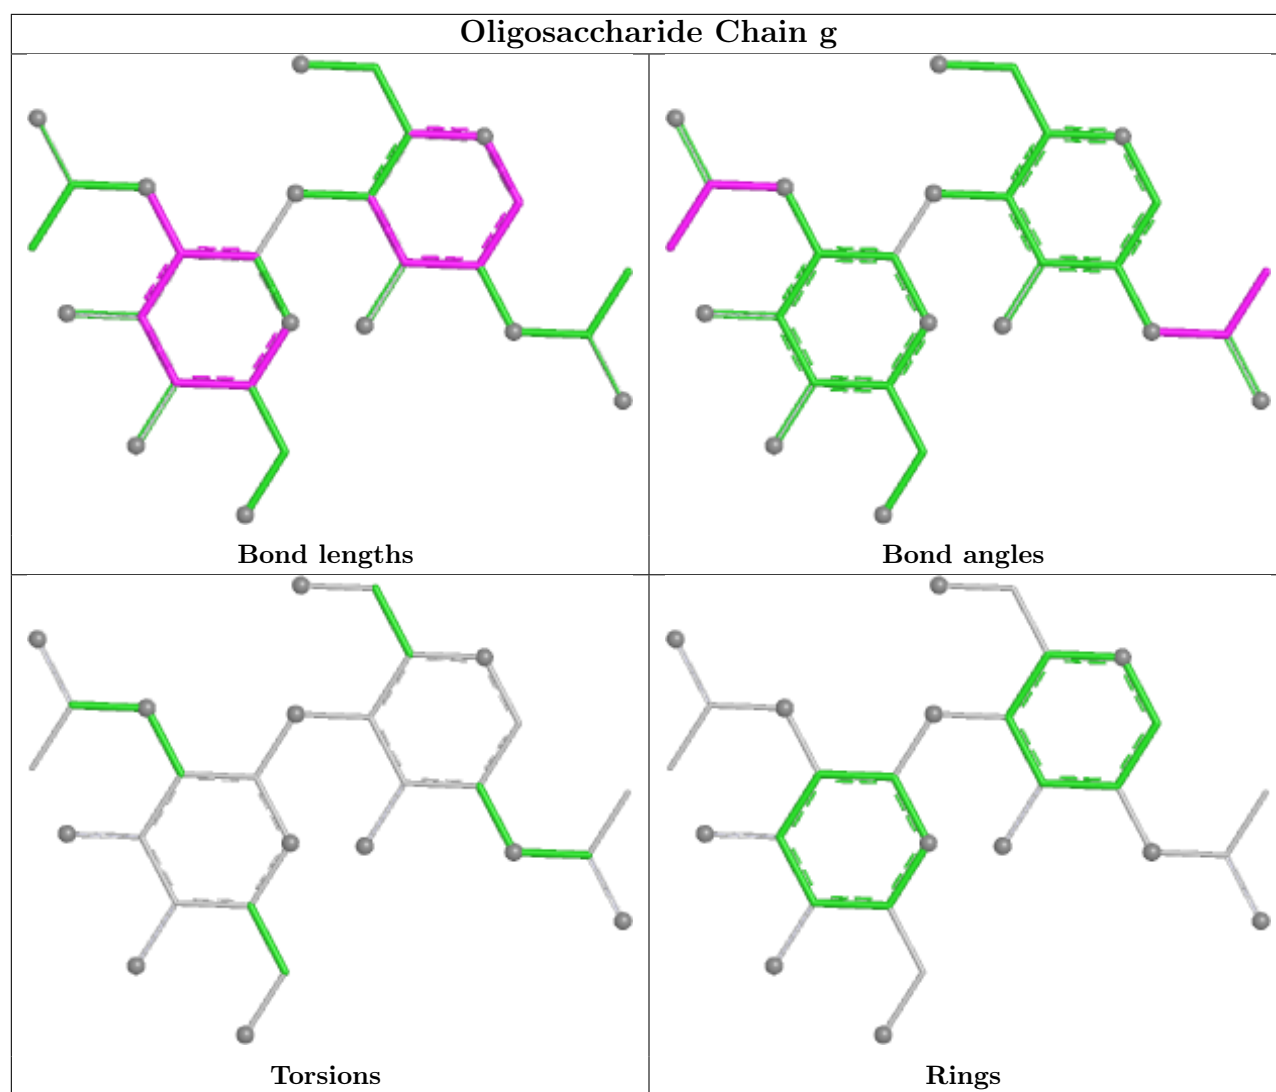 Oligosaccharide Chain g
Bond lengths
Bond angles
Torsions
Rings